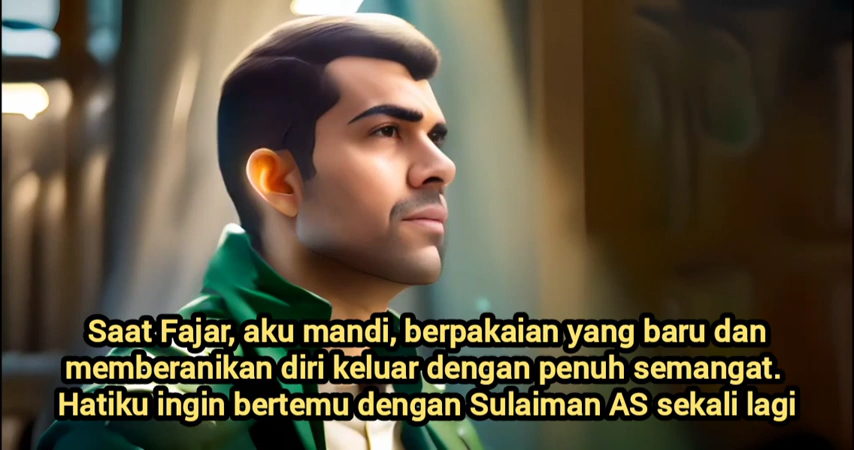 Saat Fajar, aku mandi, berpakaian yang baru dan
memberanikan diri keluar dengan penuh semangat.
Hatiku ingin bertemu dengan Sulaiman AS sekali lagi